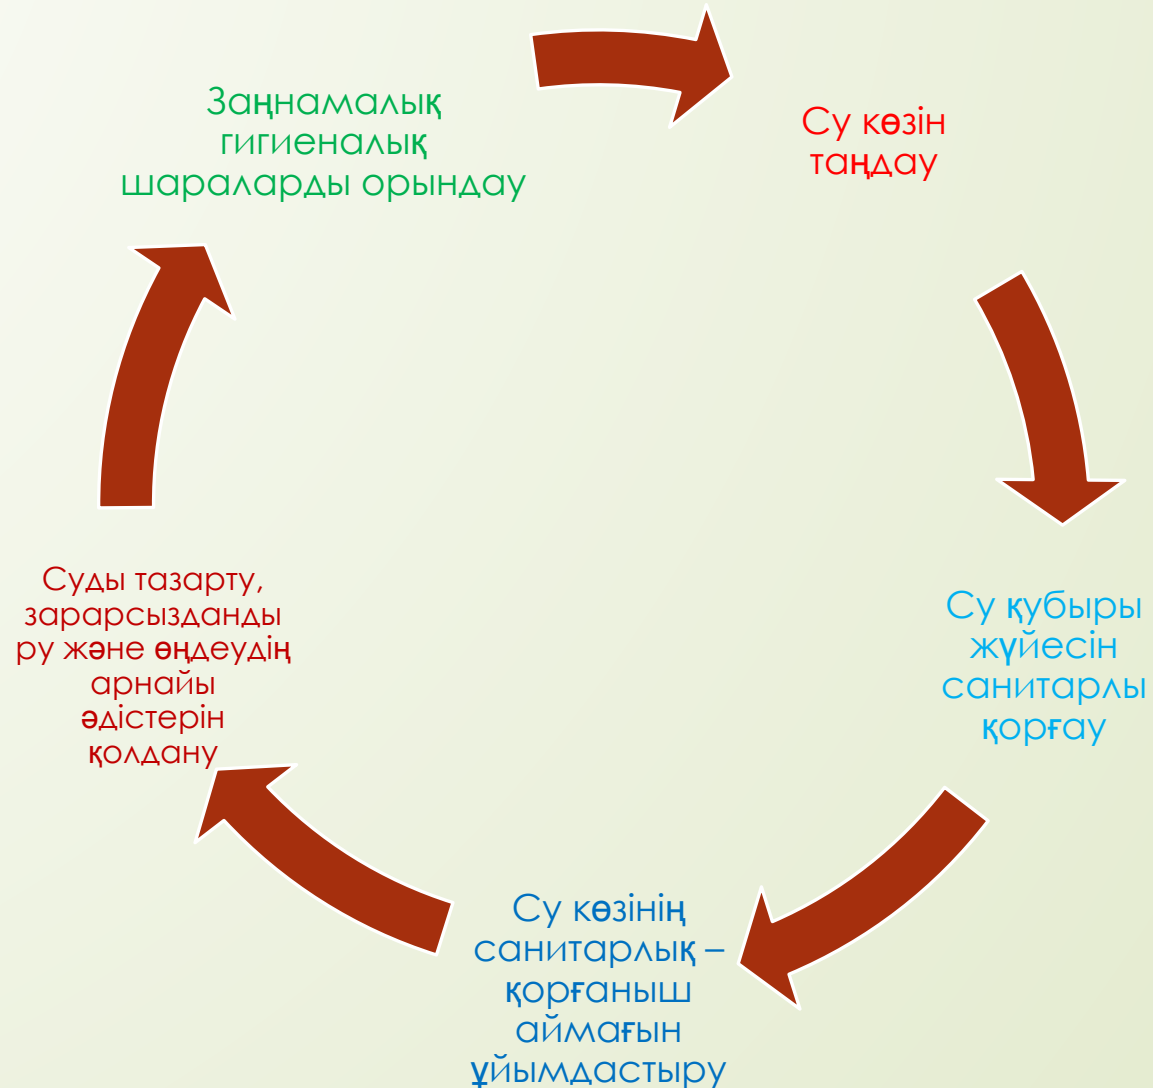 Заңнамалық
гигиеналық
шараларды орындау
Су көзін
таңдау
Су құбыры
жүйесін
санитарлы
қорғау
Су көзінің
санитарлық –
қорғаныш
аймағын
ұйымдастыру
Суды тазарту,
зарарсызданды
ру және өңдеудің
арнайы
әдістерін
қолдану